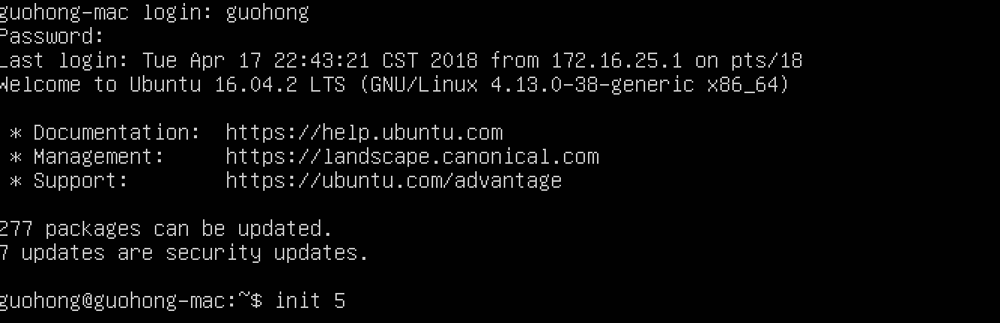 guohong-mac login: guohong
Password:
Last login: Tue Apr 17 22:43:21 CST 2018 from 172.16.25.1 on pts/18
Welcome to Ubuntu 16.04.2 LTS (GNU/Linux 4.13.0-38-generic x86_64)
* Documentation:  https://help.ubuntu.com
* Management:     https://landscape.canonical.com
* Support:        https://ubuntu.com/advantage
277 packages can be updated.
7 updates are security updates.
guohong@guohong-mac:~$ init 5